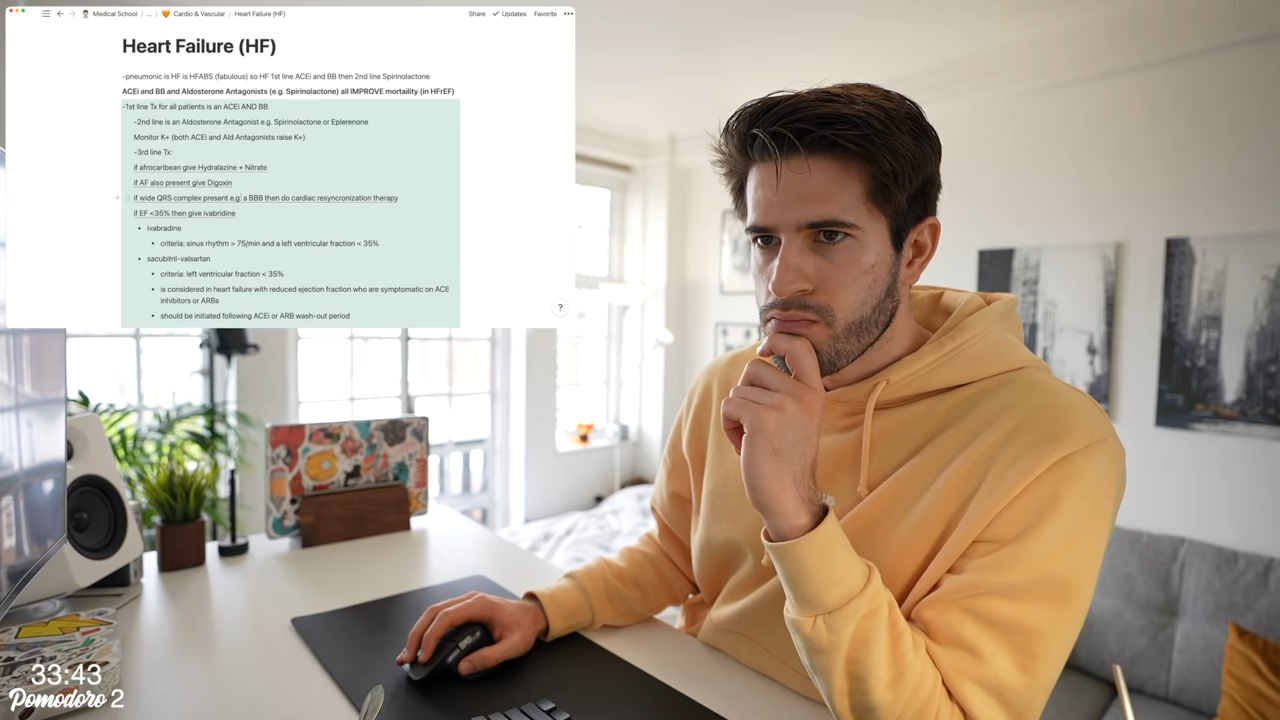 Medical School / ... / Cardio & Vascular / Heart Failure (HF)
Share Updates Favorite
Heart Failure (HF)
-pneumonic is HF is HFABS (fabulous) so HF 1st line ACEi and BB then 2nd line Spirinolactone
ACEi and BB and Aldosterone Antagonists (e.g. Spirinolactone) all IMPROVE mortaility (in HFrEF)
-1st line Tx for all patients is an ACEi AND BB
-2nd line is an Aldosterone Antagonist e.g. Spirinolactone or Eplerenone
Monitor K+ (both ACEi and Ald Antagonists raise K+)
-3rd line Tx:
if afrocaribean give Hydralazine + Nitrate
if AF also present give Digoxin
if wide QRS complex present e.g. a BBB then do cardiac resyncronization therapy
if EF <35% then give ivabridine
• ivabradine
• criteria: sinus rhythm > 75/min and a left ventricular fraction < 35%
• sacubitril-valsartan
• criteria: left ventricular fraction < 35%
• is considered in heart failure with reduced ejection fraction who are symptomatic on ACE
inhibitors or ARBs
• should be initiated following ACEi or ARB wash-out period
?
33:43
Pomodoro 2